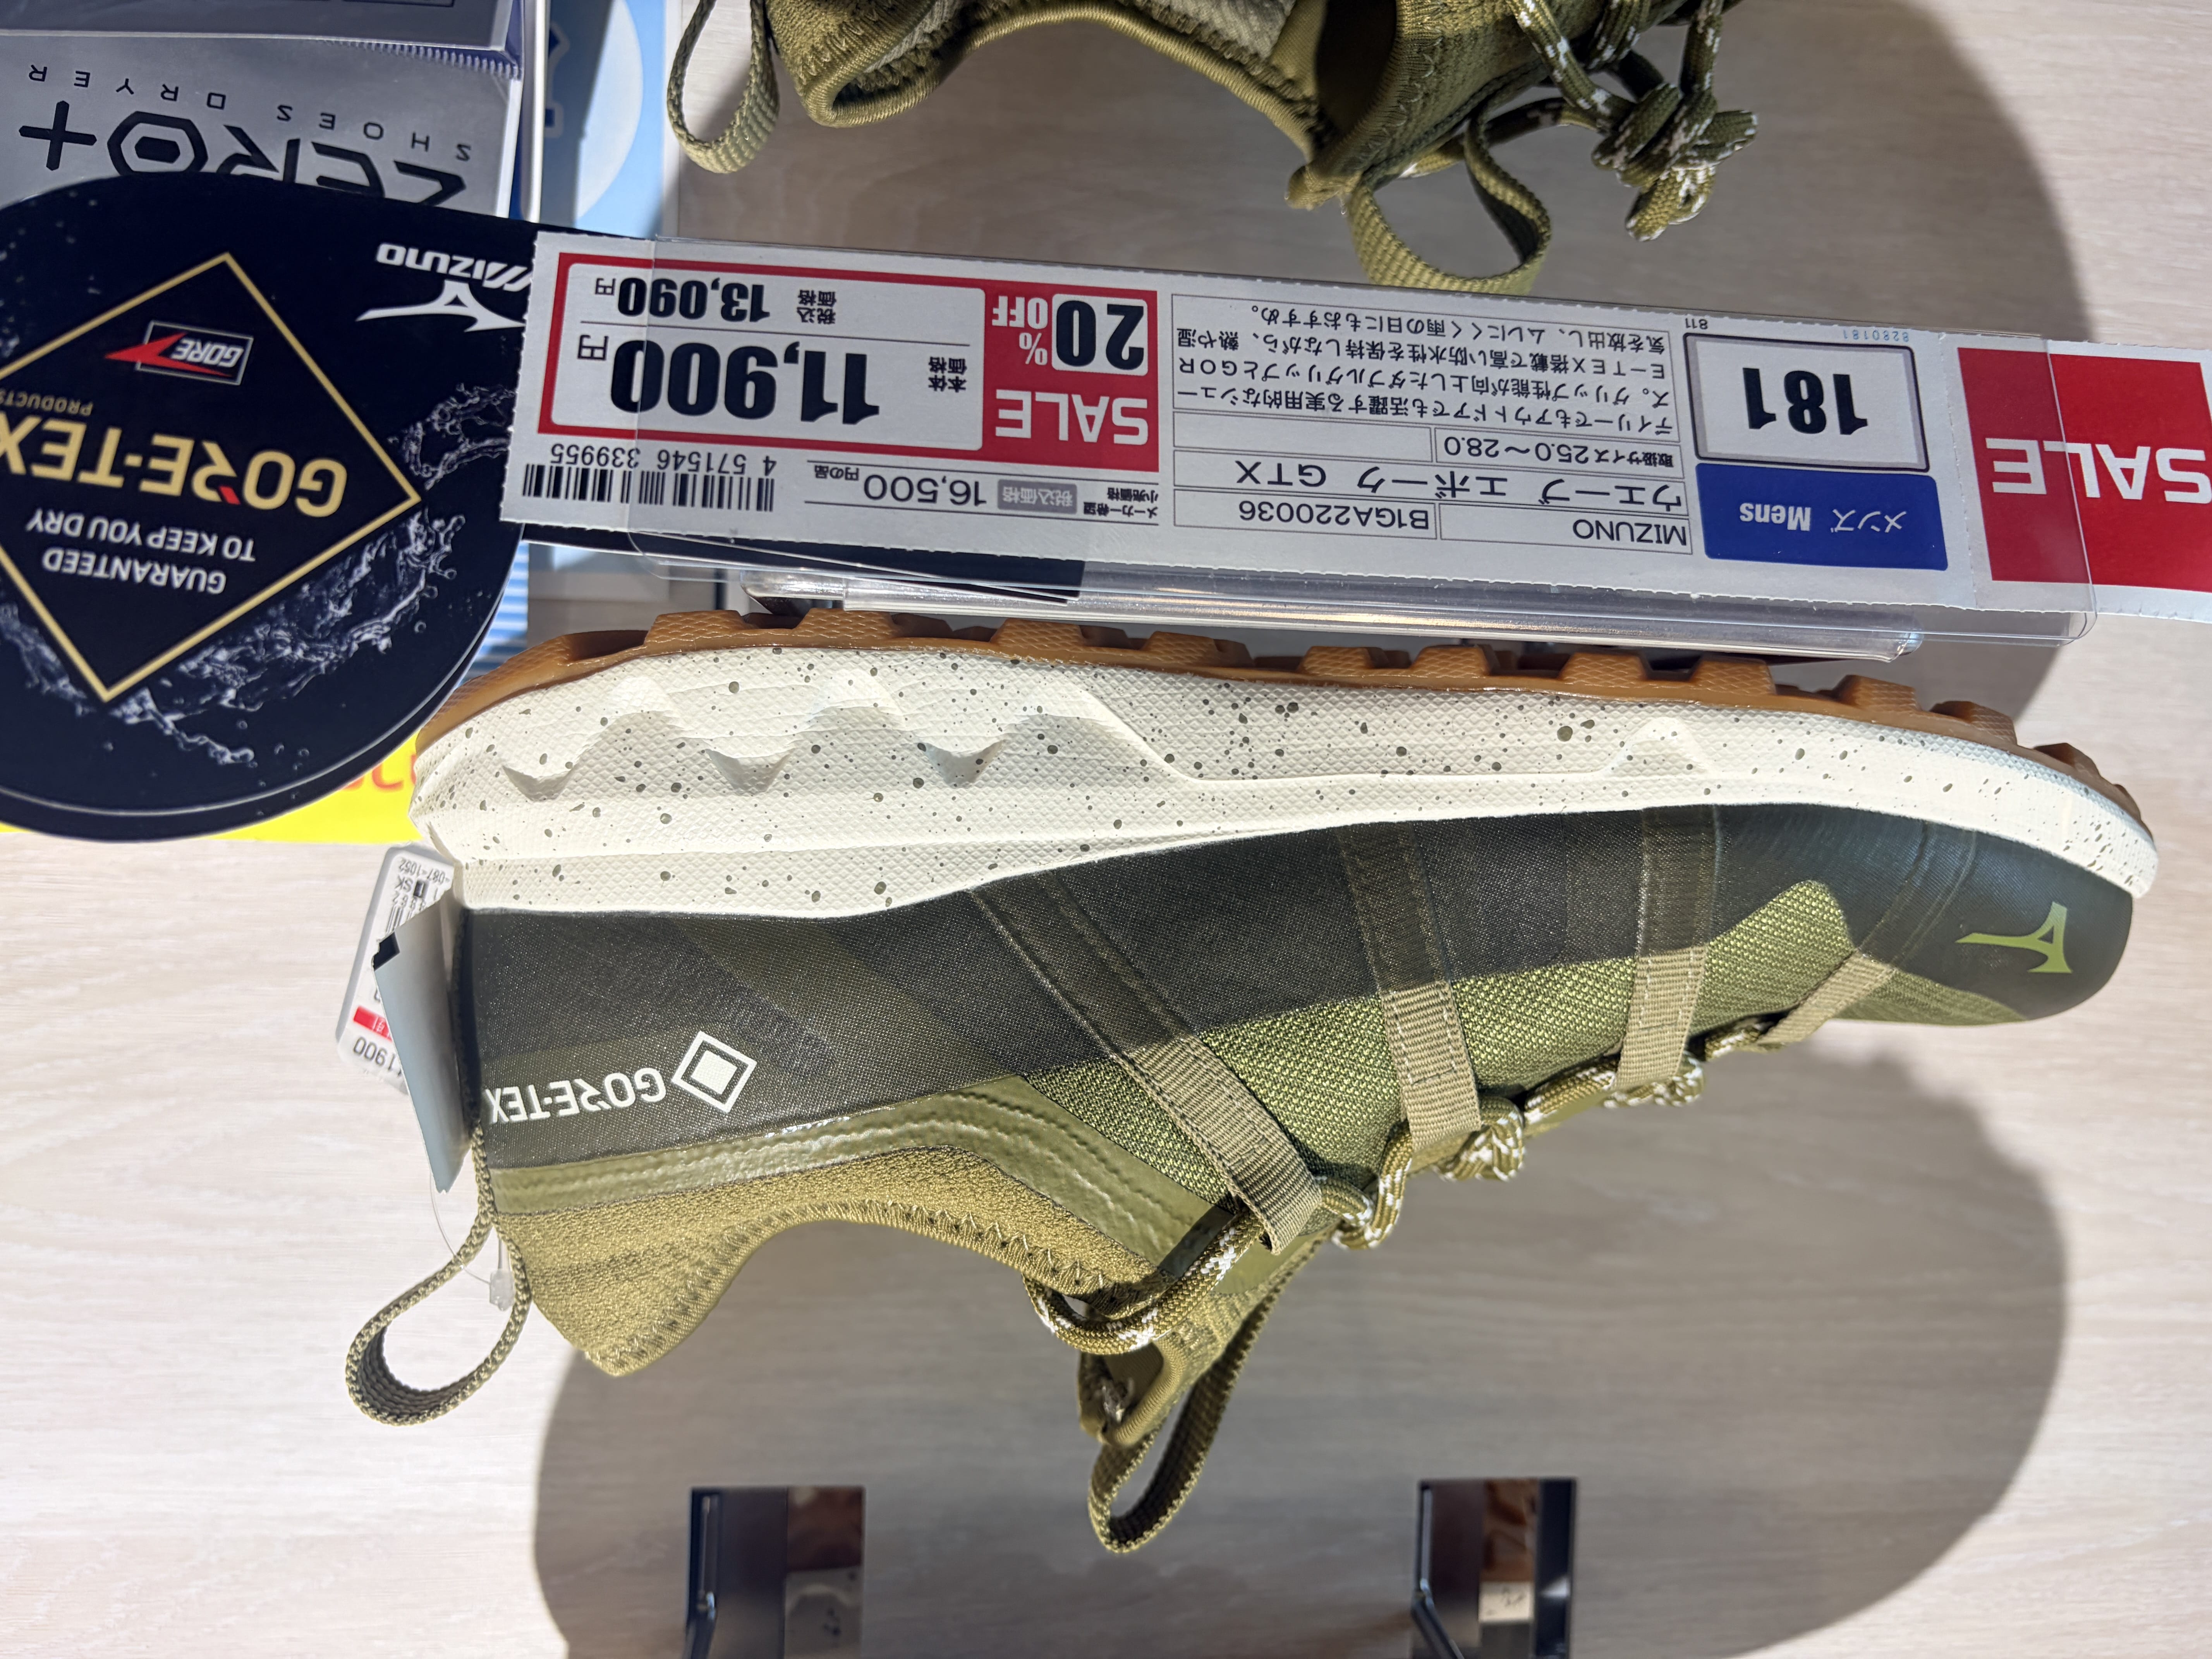 SALE
メンズ Mens
181
8280181
811
MIZUNO
B1GA220036
ウエーブ エポーク GTX
取扱サイズ25.0〜28.0
デイリーでもアウトドアでも活躍する実用的なシュー
ズ。グリップ性能が向上したダブルグリップとGOR
E−TEX搭載で高い防水性を保持しながら、熱や湿
気を放出し、ムレにくく雨の日にもおすすめ。
メーカー希望
小売価格
税込価格
16,500円の品
4 571546 339955
SALE
20%OFF
本体
価格
11,900円
税込
価格
13,090円
MIZUNO
GUARANTEED
TO KEEP YOU DRY
GORE-TEX
PRODUCTS
GORE
ZERO+
SHOES DRYER
GORE-TEX
-087-1052